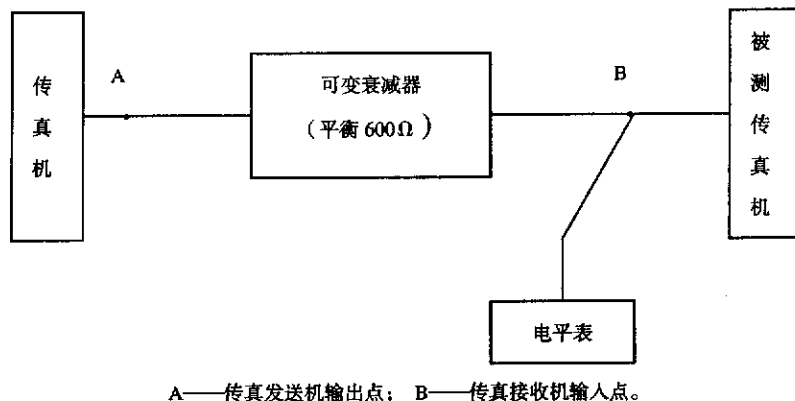 传真机
A
可变衰减器
（平衡 600Ω）
B
被测传真机
电平表
A——传真发送机输出点； B——传真接收机输入点。